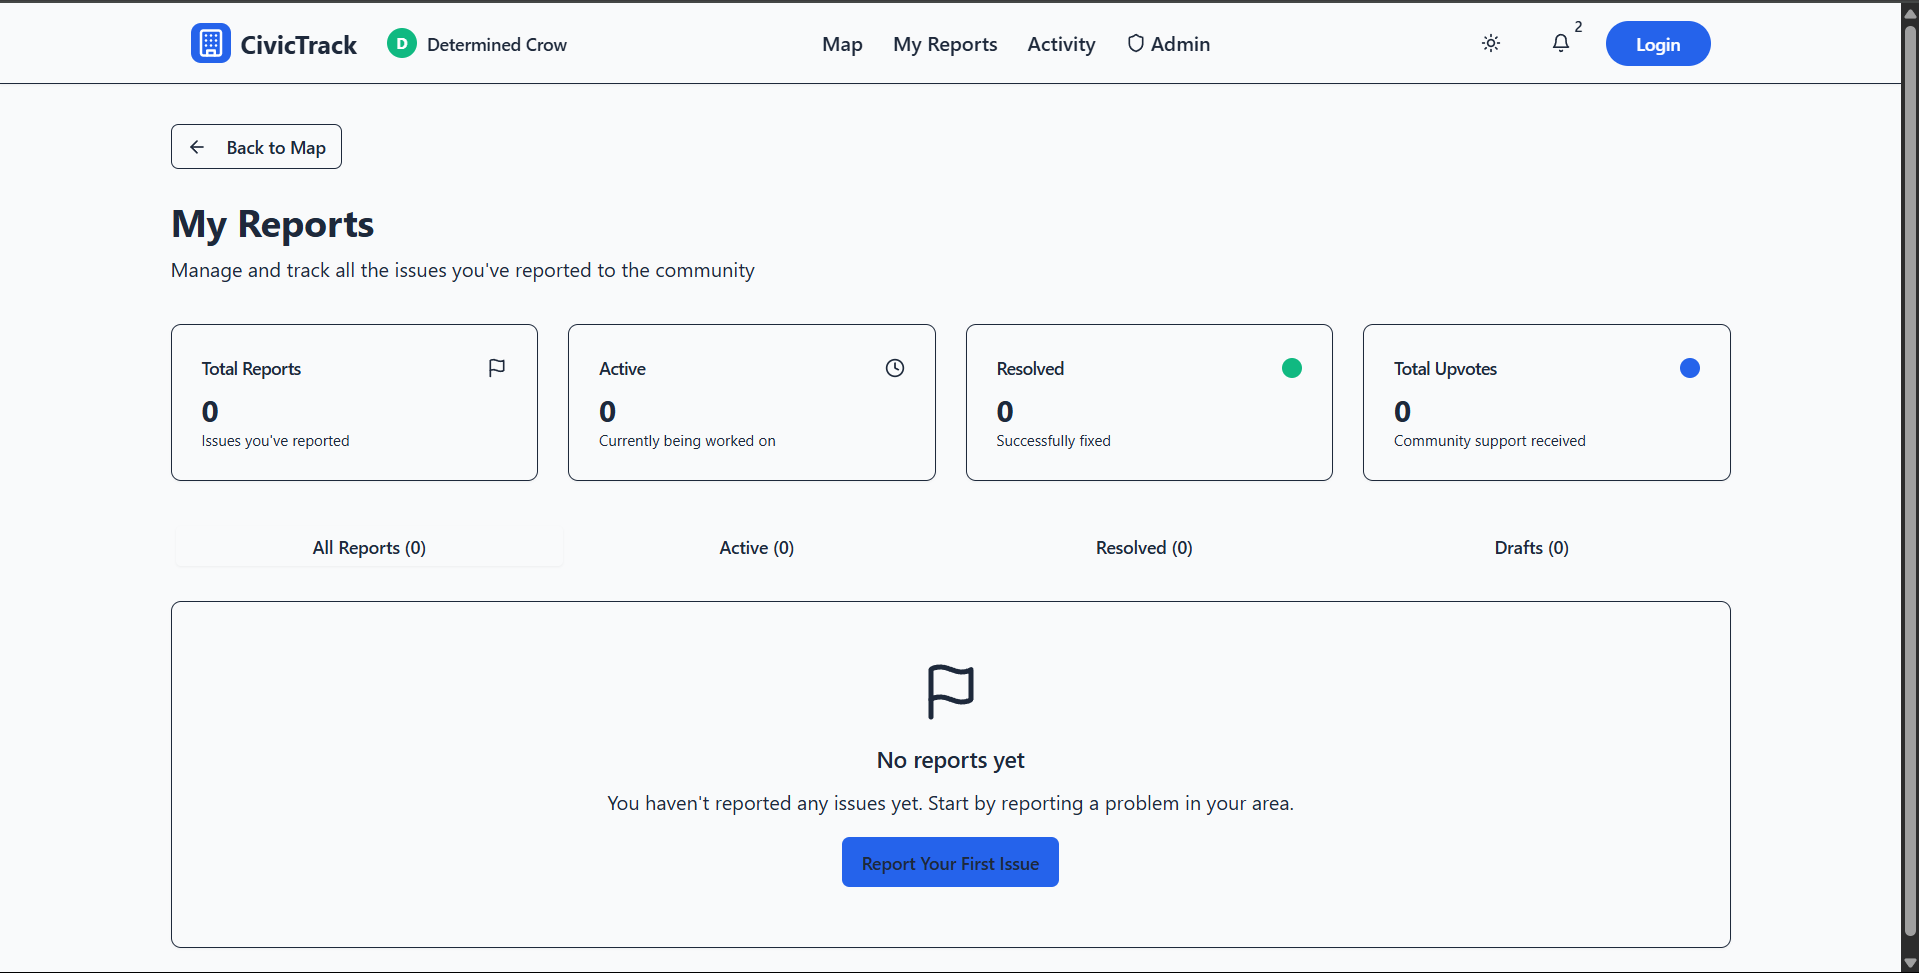 CivicTrack
D
Determined Crow
Map
My Reports
Activity
Admin
2
Login
Back to Map
My Reports
Manage and track all the issues you've reported to the community
Total Reports
0
Issues you've reported
Active
0
Currently being worked on
Resolved
0
Successfully fixed
Total Upvotes
0
Community support received
All Reports (0)
Active (0)
Resolved (0)
Drafts (0)
No reports yet
You haven't reported any issues yet. Start by reporting a problem in your area.
Report Your First Issue